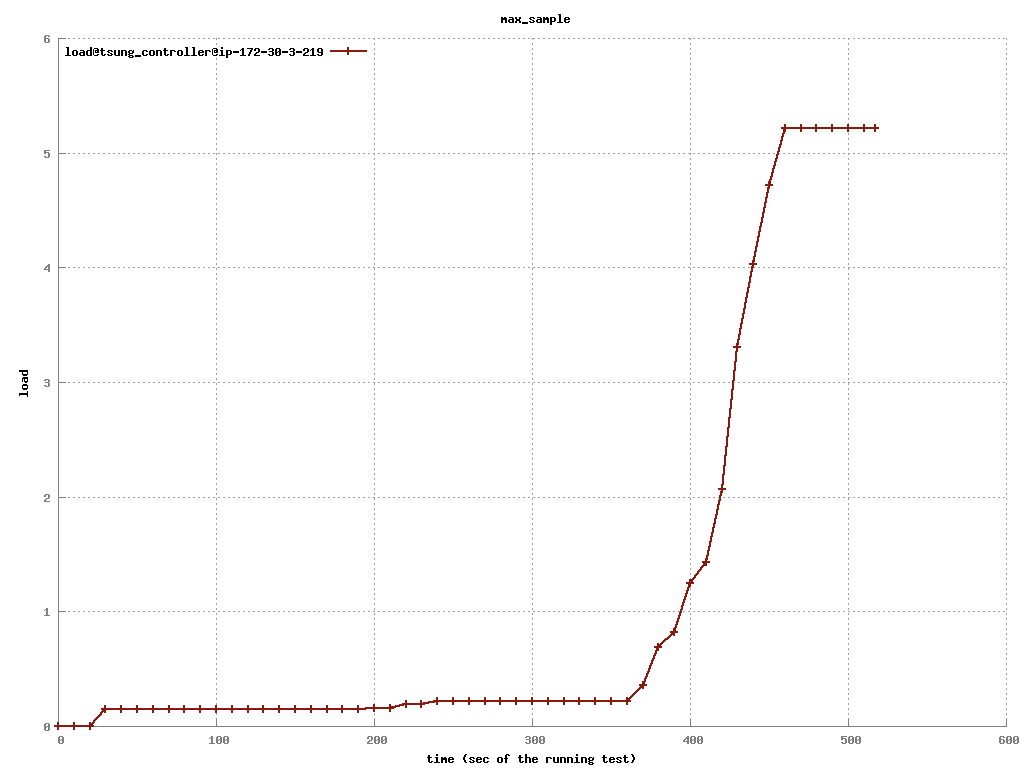 max_sample
6
load@tsung_controller@ip-172-30-3-219
5
4
load
3
2
1
0
0 100 200 300 400 500 600
time (sec of the running test)